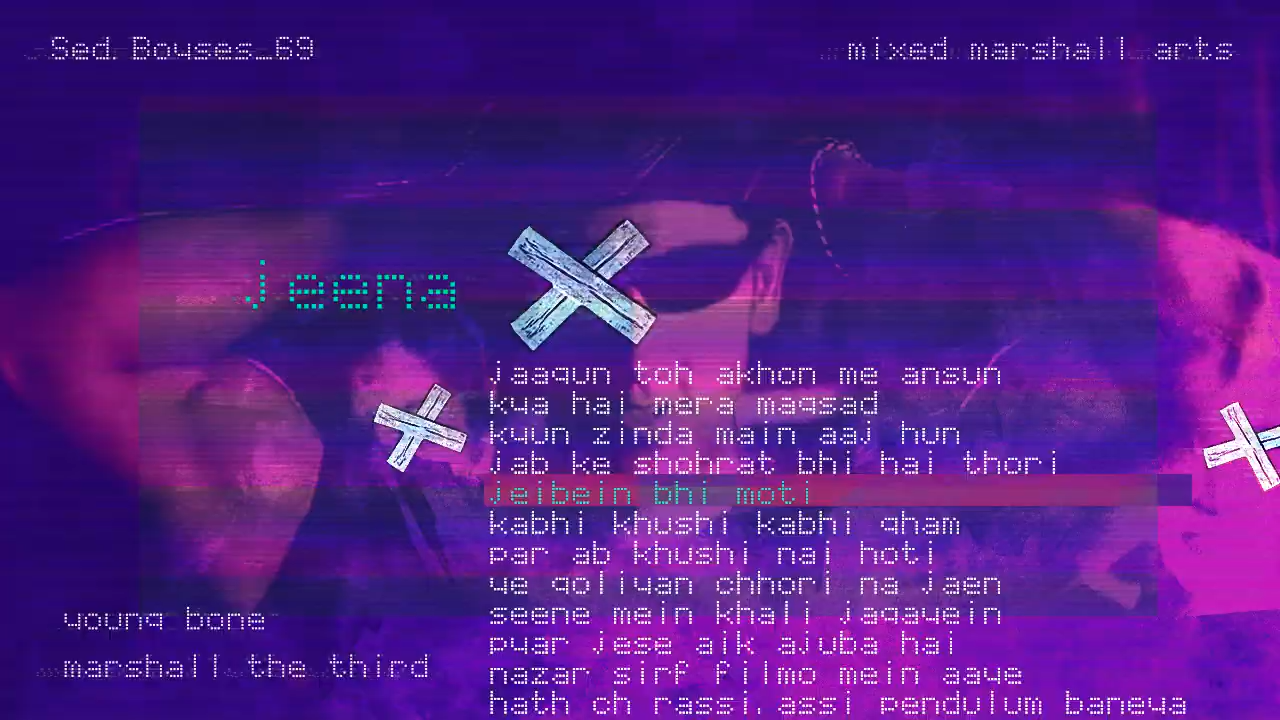 Sed Bouses_69
mixed marshall arts
jeena
jaagun toh akhon me ansun
kya hai mera maqsad
kyun zinda main aaj hun
jab ke shohrat bhi hai thori
jeibein bhi moti
kabhi khushi kabhi gham
par ab khushi naj hoti
ye goliyan chhori na jaen
seene mein khali jagayein
pyar jese aik ajuba hai
nazar sirf filmo mein aaye
hath ch rassi, assi pendulum baneya
young bone
marshall the third